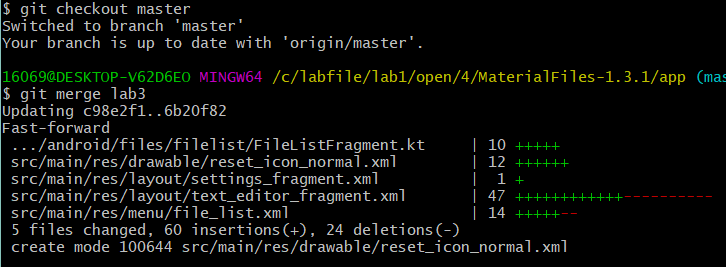 $ git checkout master
Switched to branch 'master'
Your branch is up to date with 'origin/master'.
16069@DESKTOP-V62D6EO MINGW64 /c/labfile/lab1/open/4/MaterialFiles-1.3.1/app (mas
$ git merge lab3
Updating c98e2f1..6b20f82
Fast-forward
.../android/files/filelist/FileListFragment.kt | 10 +++++
src/main/res/drawable/reset_icon_normal.xml | 12 ++++++
src/main/res/layout/settings_fragment.xml | 1 +
src/main/res/layout/text_editor_fragment.xml | 47 ++++++++++++----------
src/main/res/menu/file_list.xml | 14 +++++--
5 files changed, 60 insertions(+), 24 deletions(-)
create mode 100644 src/main/res/drawable/reset_icon_normal.xml